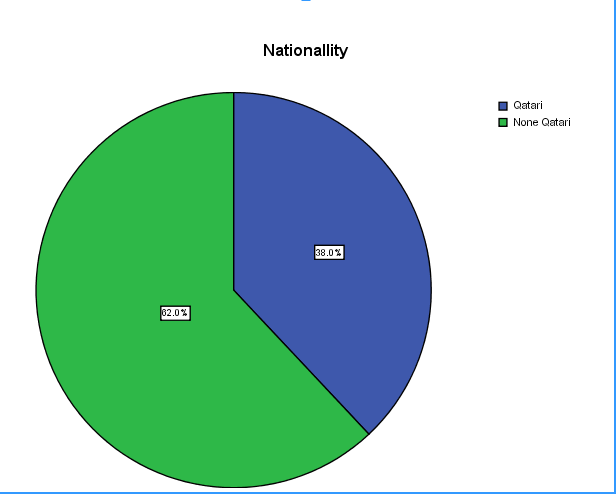 Nationallity
Qatari
None Qatari
38.0%
62.0%